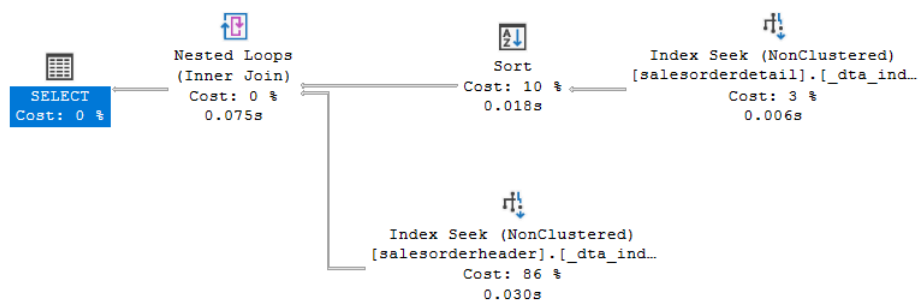 SELECT
Cost: 0 %
Nested Loops
(Inner Join)
Cost: 0 %
0.075s
Sort
Cost: 10 %
0.018s
Index Seek (NonClustered)
[salesorderdetail].[_dta_ind…
Cost: 3 %
0.006s
Index Seek (NonClustered)
[salesorderheader].[_dta_ind…
Cost: 86 %
0.030s